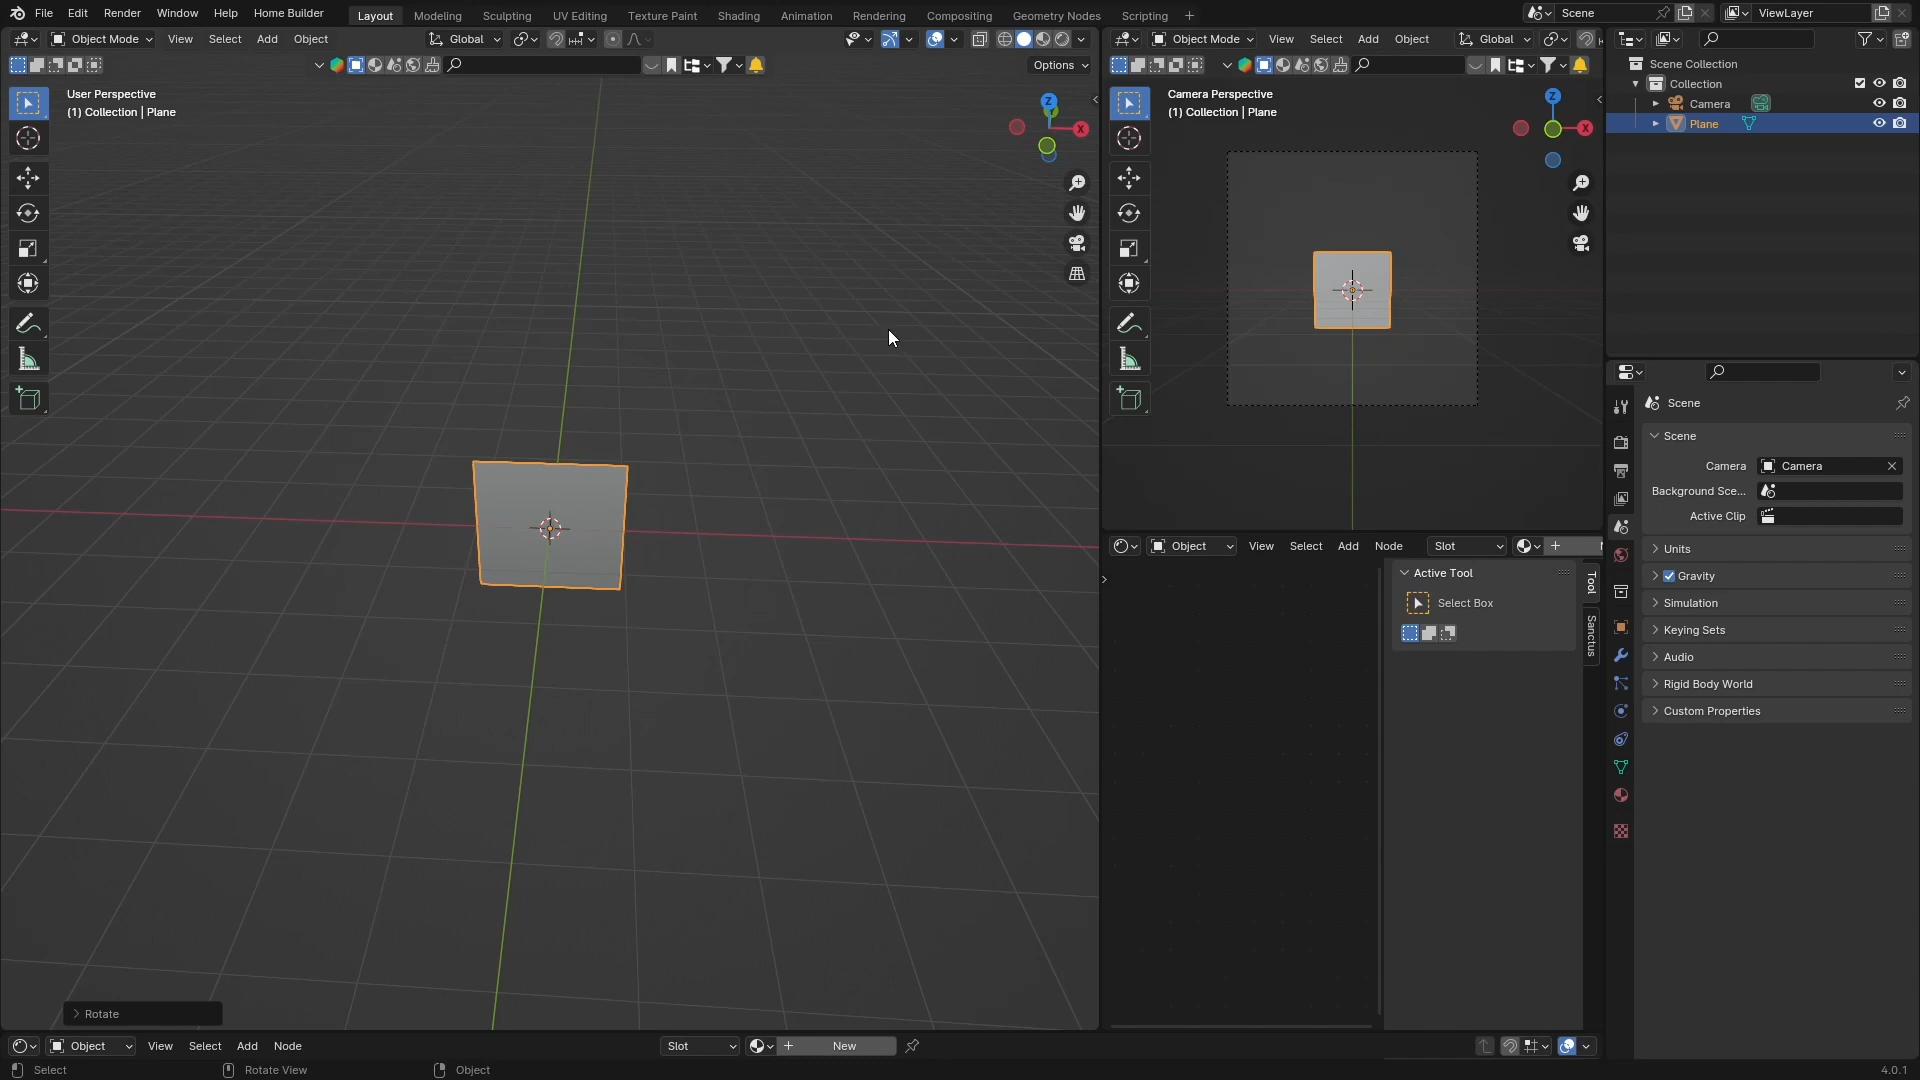 File Edit Render Window Help Home Builder Layout Modeling Sculpting UV Editing Texture Paint Shading Animation Rendering Compositing Geometry Nodes Scripting + Scene ViewLayer
Object Mode View Select Add Object Global
Options
User Perspective
(1) Collection | Plane
Z
Y
X
Rotate
Object View Select Add Node Slot + New
Object Mode View Select Add Object Global
Camera Perspective
(1) Collection | Plane
Z
X
Object View Select Add Node Slot +
Active Tool
Select Box
Tool
Sanctus
Scene Collection
Collection
Camera
Plane
Scene
Scene
Camera Camera
Background Sce...
Active Clip
Units
Gravity
Simulation
Keying Sets
Audio
Rigid Body World
Custom Properties
Select Rotate View Object 4.0.1